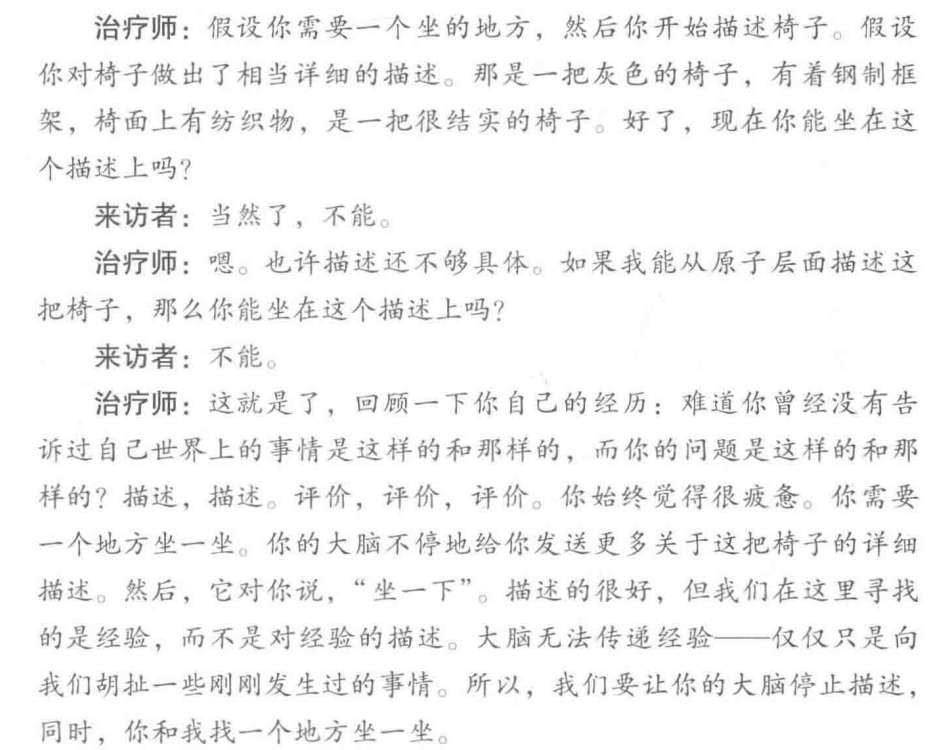 治疗师：假设你需要一个坐的地方，然后你开始描述椅子。假设
你对椅子做出了相当详细的描述。那是一把灰色的椅子，有着钢制框
架，椅面上有纺织物，是一把很结实的椅子。好了，现在你能坐在这
个描述上吗？
来访者：当然了，不能。
治疗师：嗯。也许描述还不够具体。如果我能从原子层面描述这
把椅子，那么你能坐在这个描述上吗？
来访者：不能。
治疗师：这就是了，回顾一下你自己的经历：难道你曾经没有告
诉过自己世界上的事情是这样的和那样的，而你的问题是这样的和那
样的？描述，描述。评价，评价，评价。你始终觉得很疲惫。你需要
一个地方坐一坐。你的大脑不停地给你发送更多关于这把椅子的详细
描述。然后，它对你说，“坐一下”。描述的很好，但我们在这里寻找
的是经验，而不是对经验的描述。大脑无法传递经验——仅仅只是向
我们胡扯一些刚刚发生过的事情。所以，我们要让你的大脑停止描述，
同时，你和我找一个地方坐一坐。